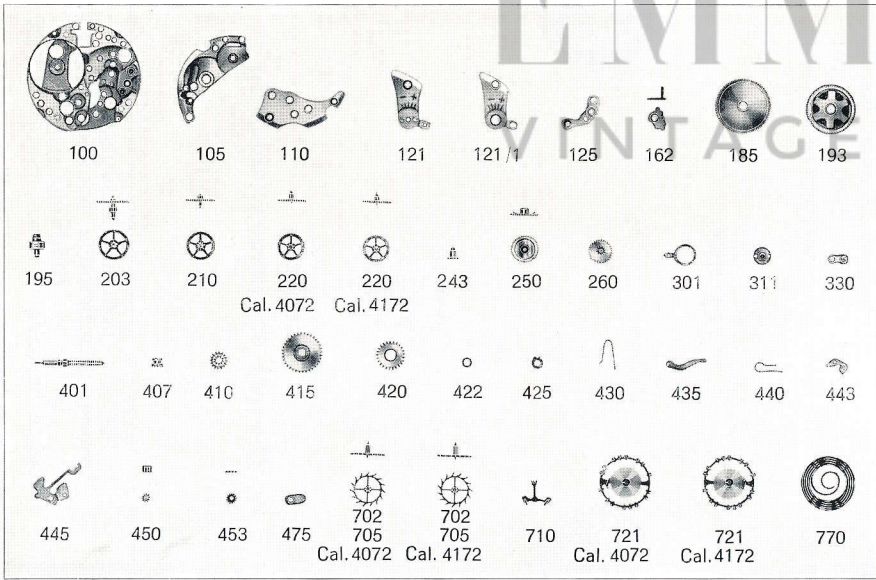 EMM
VINTAGE
100 105 110 121 121/1 125 162 185 193
195 203 210 220 220 243 250 260 301 311 330
Cal. 4072 Cal. 4172
401 407 410 415 420 422 425 430 435 440 443
445 450 453 475 702 702 710 721 721 770
705 705
Cal. 4072 Cal. 4172 Cal. 4072 Cal. 4172